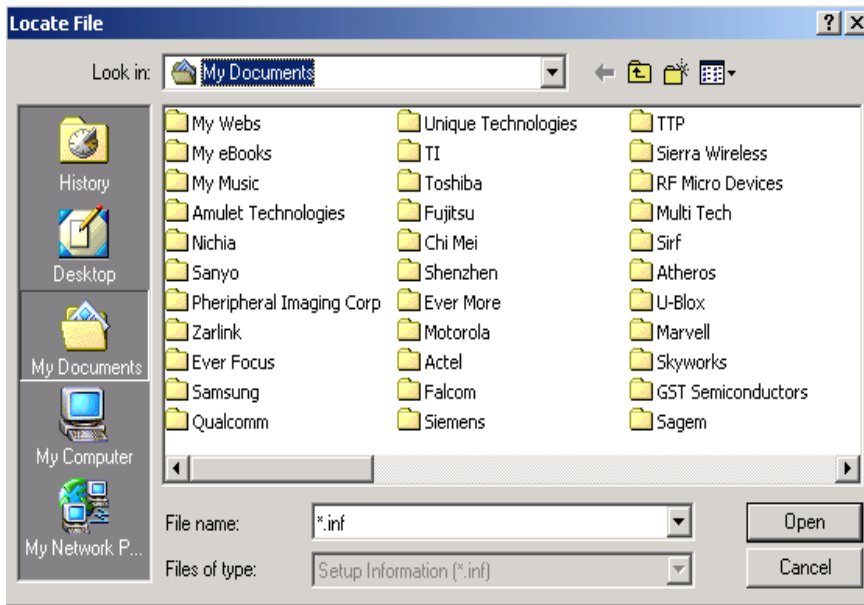 Locate File
Look in: My Documents
History
Desktop
My Documents
My Computer
My Network P...
My Webs
My eBooks
My Music
Amulet Technologies
Nichia
Sanyo
Pheripheral Imaging Corp
Zarlink
Ever Focus
Samsung
Qualcomm
Unique Technologies
TI
Toshiba
Fujitsu
Chi Mei
Shenzhen
Ever More
Motorola
Actel
Falcom
Siemens
TTP
Sierra Wireless
RF Micro Devices
Multi Tech
Sirf
Atheros
U-Blox
Marvell
Skyworks
GST Semiconductors
Sagem
File name: *.inf Open
Files of type: Setup Information (*.inf) Cancel